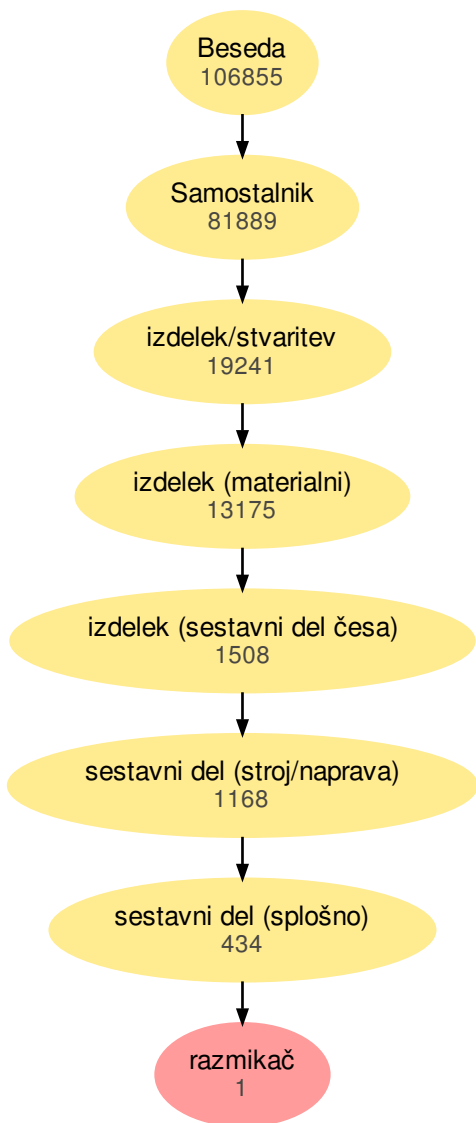 Beseda
106855
Samostalnik
81889
izdelek/stvaritev
19241
izdelek (materialni)
13175
izdelek (sestavni del česa)
1508
sestavni del (stroj/naprava)
1168
sestavni del (splošno)
434
razmikač
1